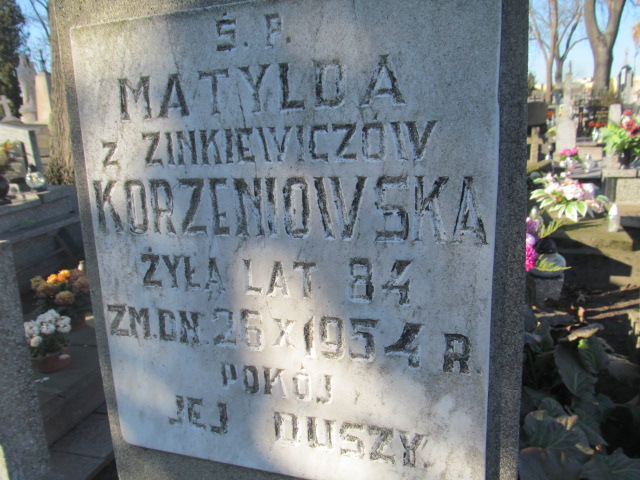 Ś. P.
MATYLDA
Z ZINKIEWICZÓW
KORZENIOWSKA
ŻYŁA LAT 84
ZM. DN. 26 X 1954 R.
POKÓJ
JEJ DUSZY.